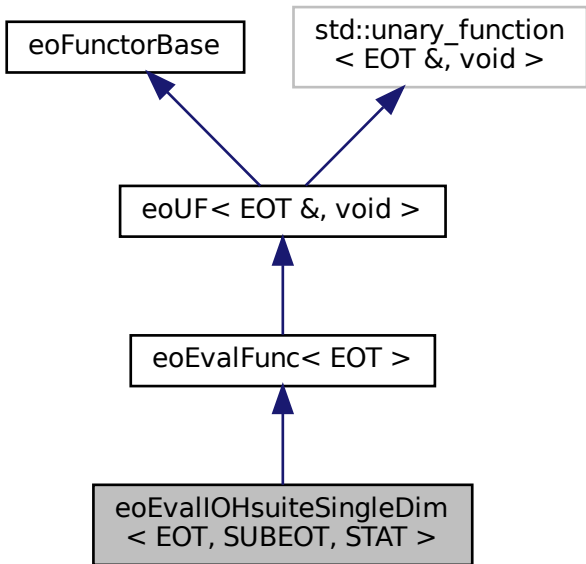 eoFunctorBase
std::unary_function
< EOT &, void >
eoUF< EOT &, void >
eoEvalFunc< EOT >
eoEvalIOHsuiteSingleDim
< EOT, SUBEOT, STAT >